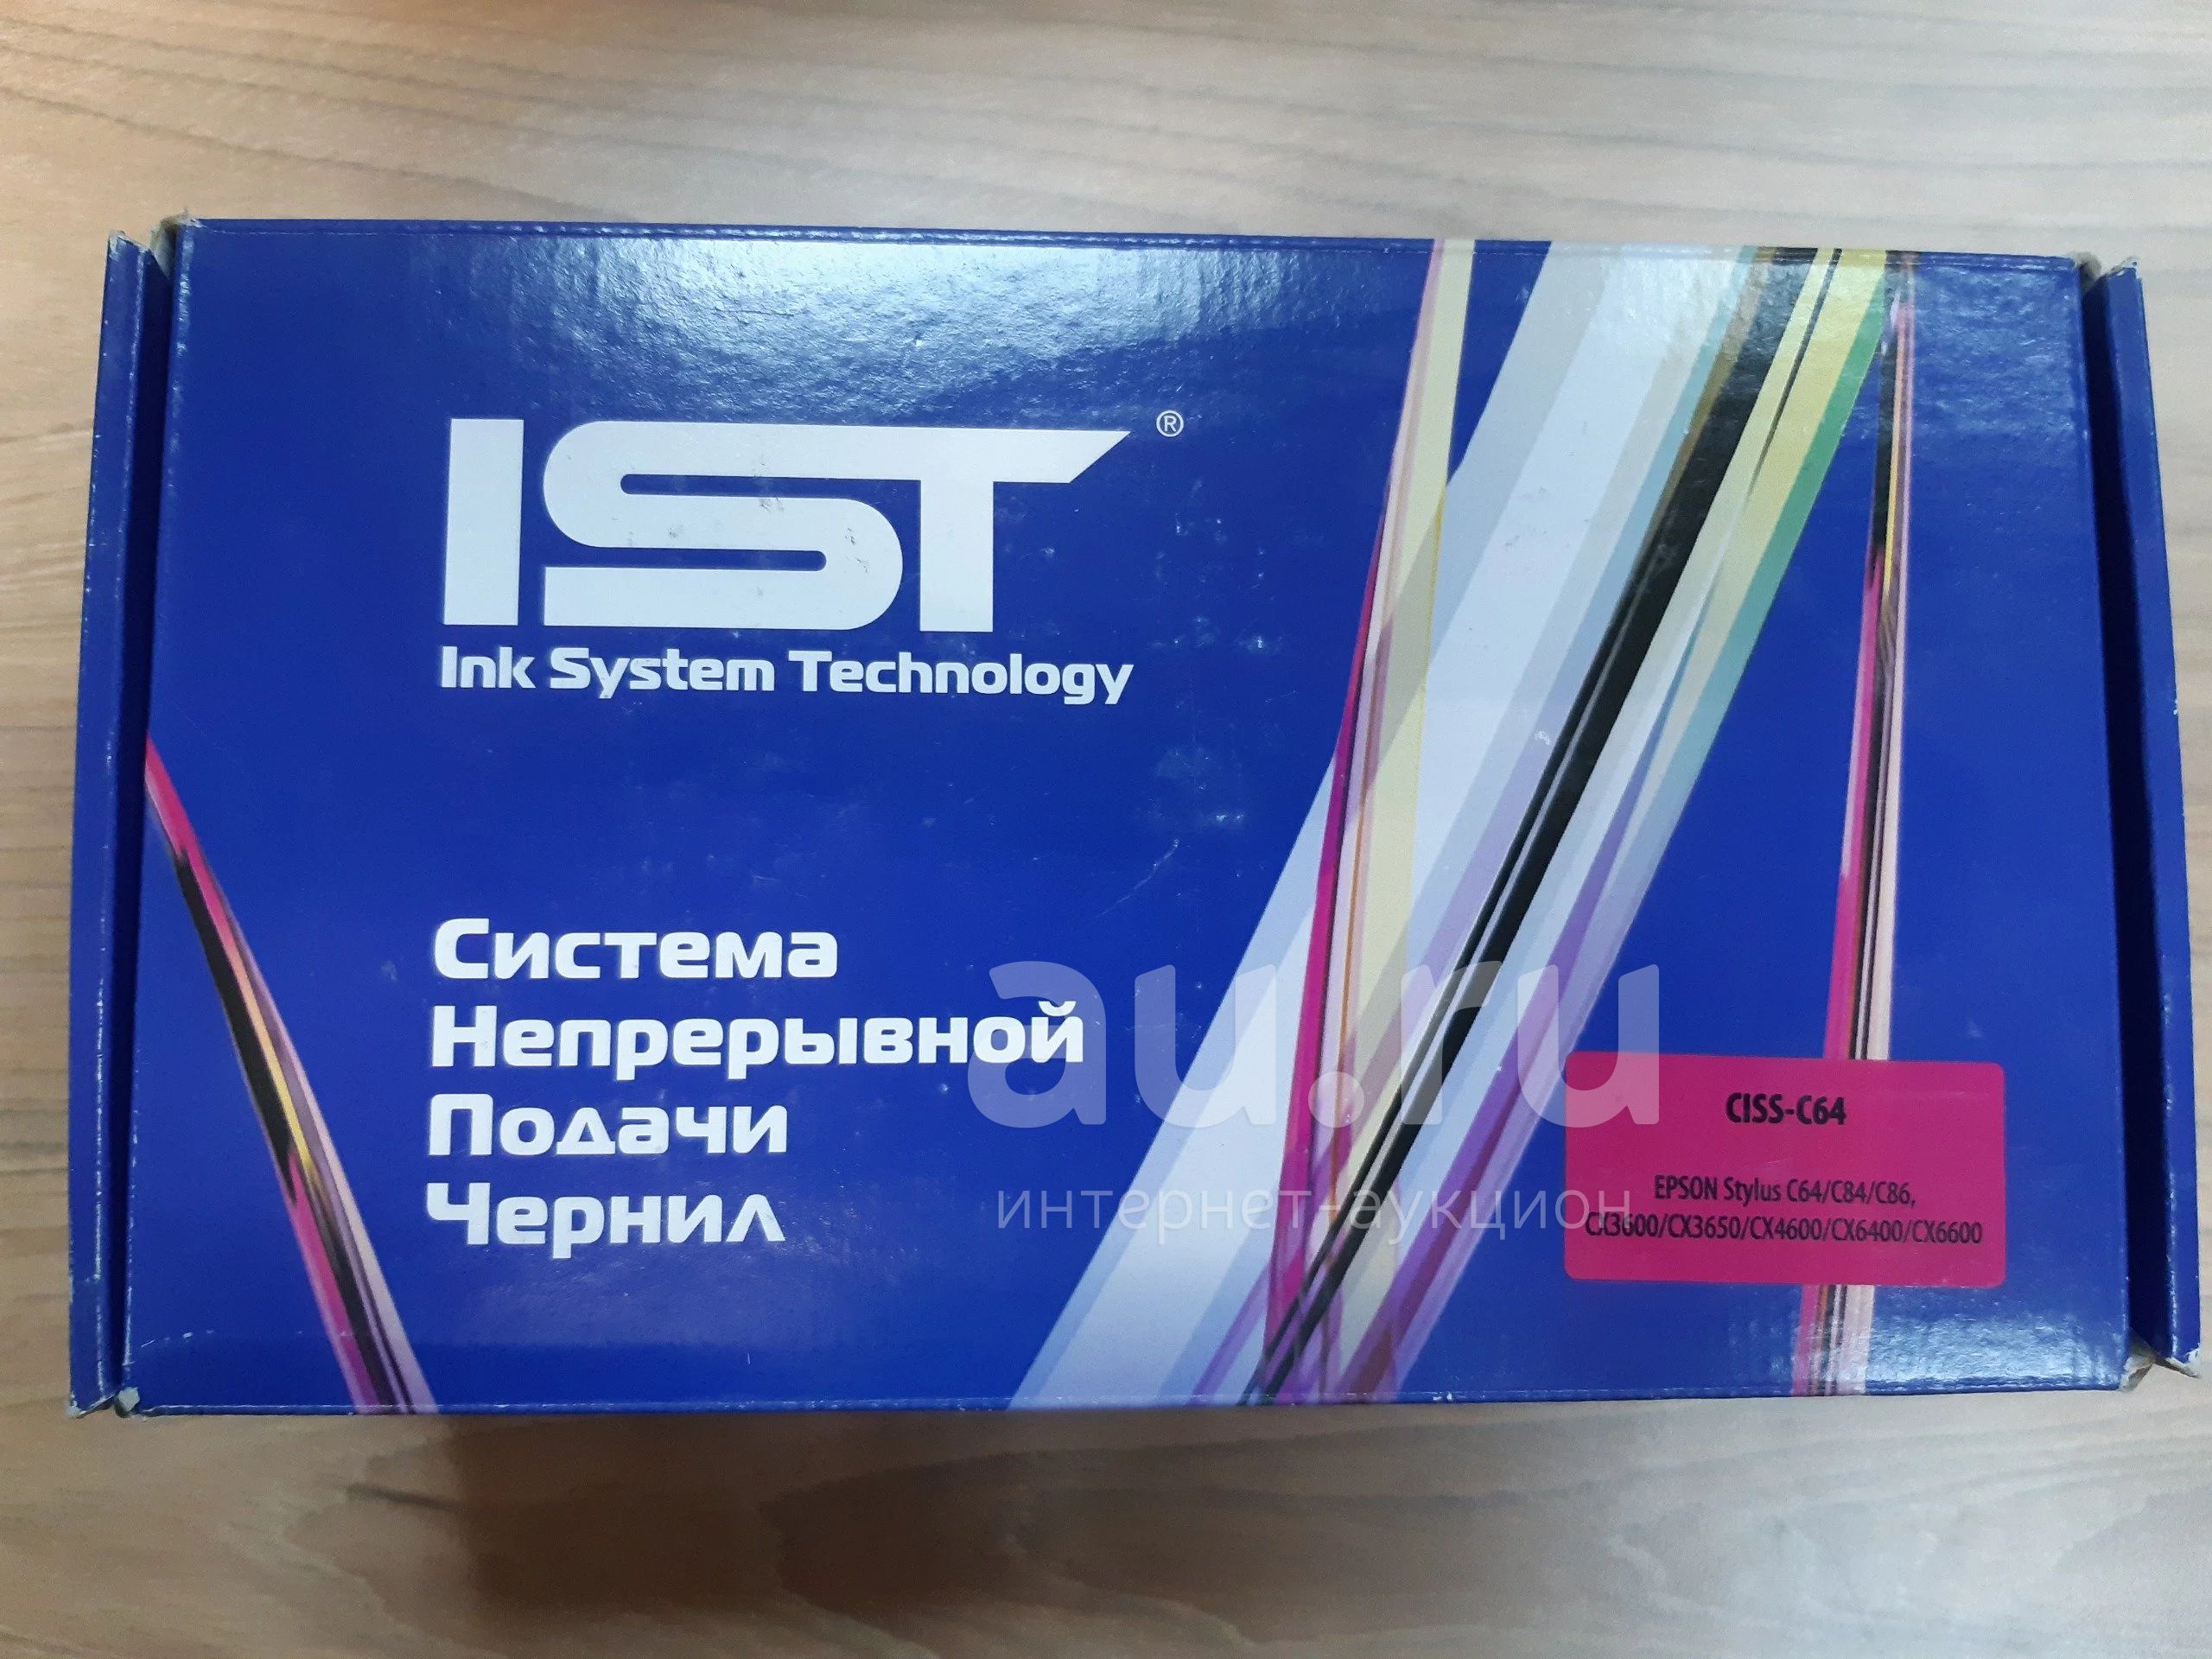 IST®
Ink System Technology
Система
Непрерывной
Подачи
Чернил
au.ru
интернет-аукцион
CISS-C64
EPSON Stylus C64/C84/C86,
CX3600/CX3650/CX4600/CX6400/CX6600